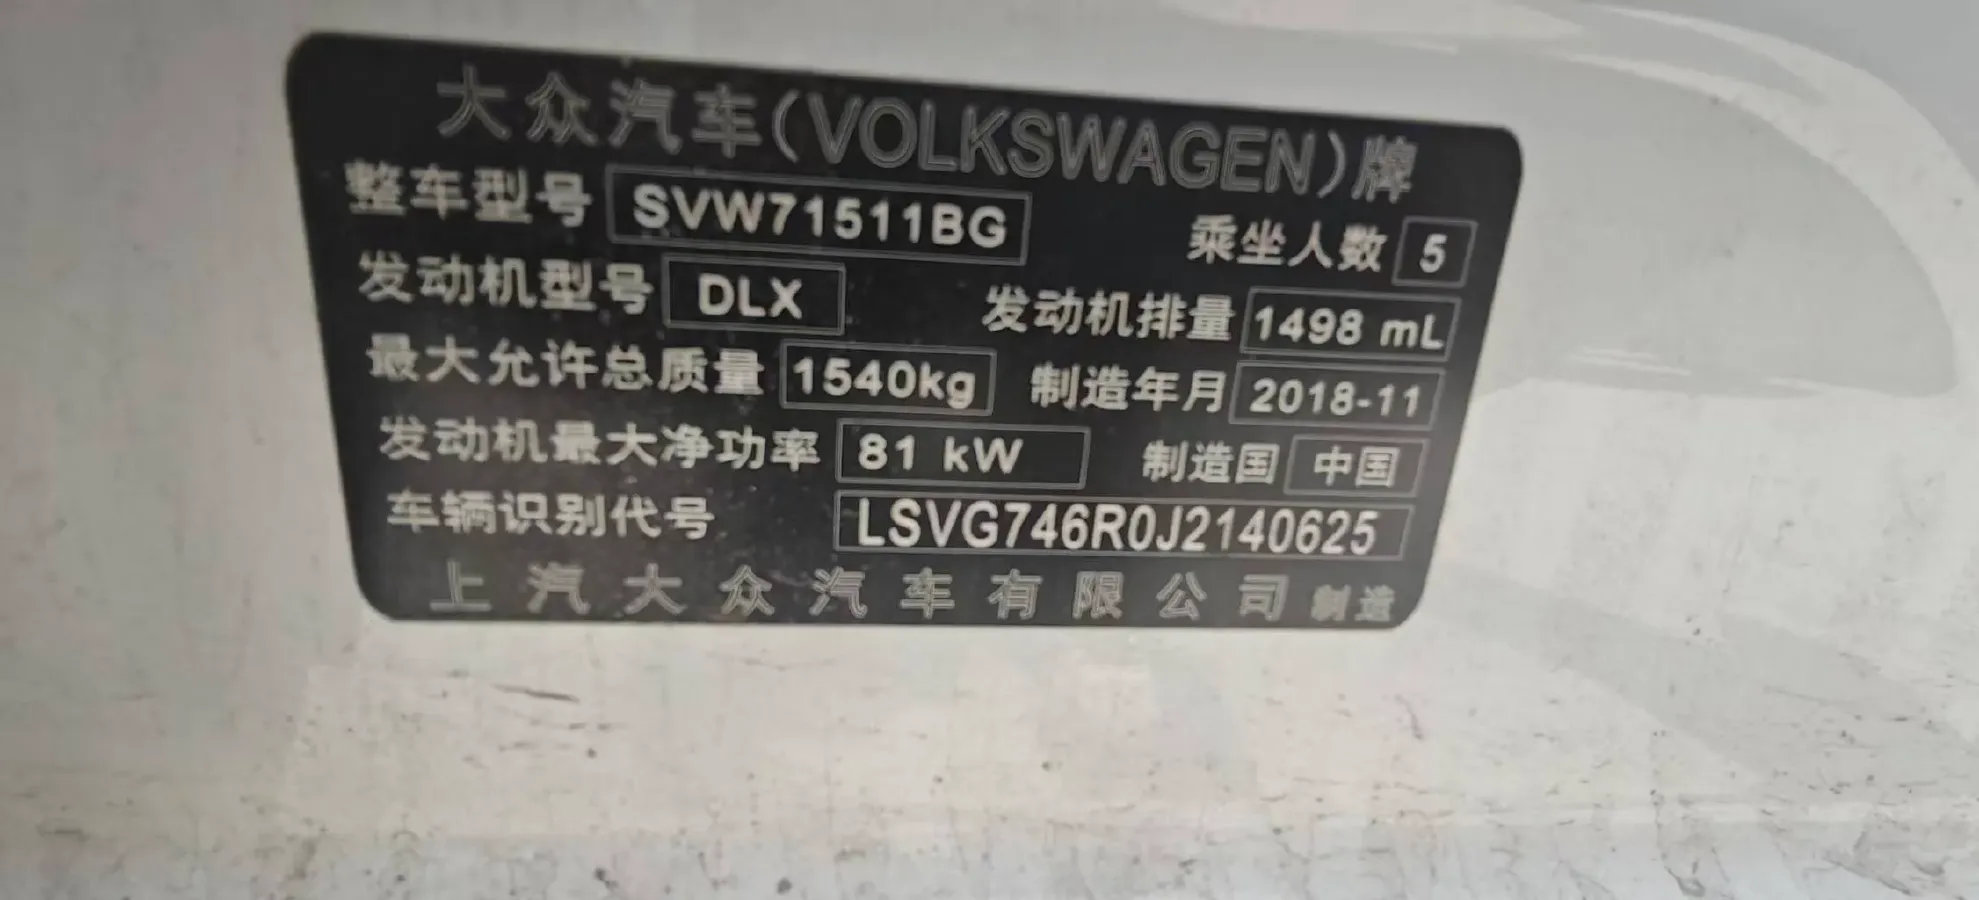 大众汽车(VOLKSWAGEN)牌
整车型号 SVW71511BG 乘坐人数 5
发动机型号 DLX 发动机排量 1498 mL
最大允许总质量 1540kg 制造年月 2018-11
发动机最大净功率 81 kW 制造国 中国
车辆识别代号 LSVG746R0J2140625
上汽大众汽车有限公司 制造